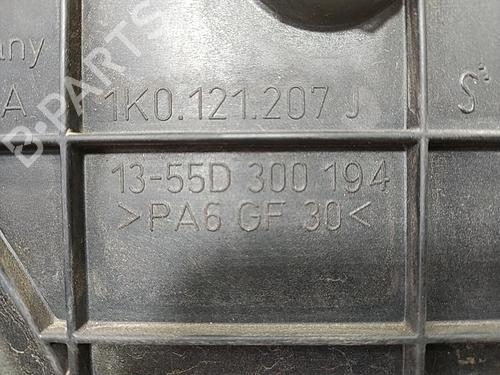 any
A
1K0.121.207 J
S
13-55D 300 194
>PA6 GF 30<
B-PARTS